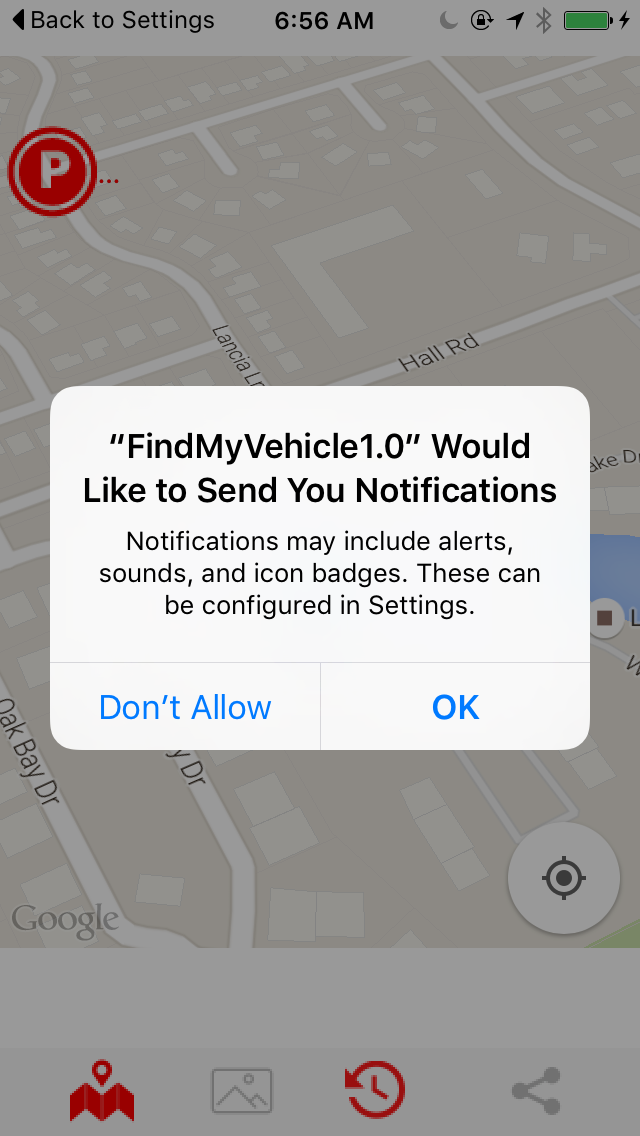 Back to Settings
6:56 AM
P
...
Lancia Ln
Hall Rd
"FindMyVehicle1.0" Would
Like to Send You Notifications
Notifications may include alerts,
sounds, and icon badges. These can
be configured in Settings.
Don't Allow
OK
ake Dr
L
W
Oak Bay Dr
y Dr
Google